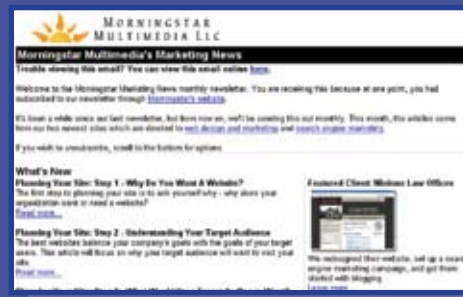 MORNINGSTAR
MULTIMEDIA LLC
Morningstar Multimedia's Marketing News
Trouble viewing this email? You can view this email online here.
Welcome to the Morningstar Marketing News monthly newsletter. You are receiving this because at one point, you had
subscribed to our newsletter through Morningstar's website.
It's been a while since our last newsletter, but from now on, we'll be sending this out monthly. This month, the articles come
from our two newest sites which are devoted to web design and marketing and search engine marketing.
If you wish to unsubscribe, scroll to the bottom for options.
What's New
Planning Your Site: Step 1 - Why Do You Want A Website?
The first step to planning your site is to ask yourself why - why does your
organization want or need a website?
Read more...
Planning Your Site: Step 2 - Understanding Your Target Audience
The best websites balance your company's goals with the goals of your target
users. This article will focus on why your target audience will want to visit your
site.
Read more...
Featured Client: Law Offices
We redesigned their website, set up a search
engine marketing campaign, and got them
started with blogging.
Learn more